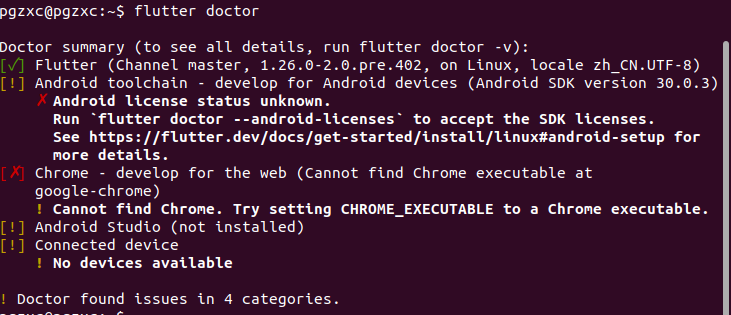 pgzxc@pgzxc:~$ flutter doctor
Doctor summary (to see all details, run flutter doctor -v):
[✓] Flutter (Channel master, 1.26.0-2.0.pre.402, on Linux, locale zh_CN.UTF-8)
[!] Android toolchain - develop for Android devices (Android SDK version 30.0.3)
✗ Android license status unknown.
Run `flutter doctor --android-licenses` to accept the SDK licenses.
See https://flutter.dev/docs/get-started/install/linux#android-setup for
more details.
[✗] Chrome - develop for the web (Cannot find Chrome executable at
google-chrome)
! Cannot find Chrome. Try setting CHROME_EXECUTABLE to a Chrome executable.
[!] Android Studio (not installed)
[!] Connected device
! No devices available
! Doctor found issues in 4 categories.
pgzxc@pgzxc:~$